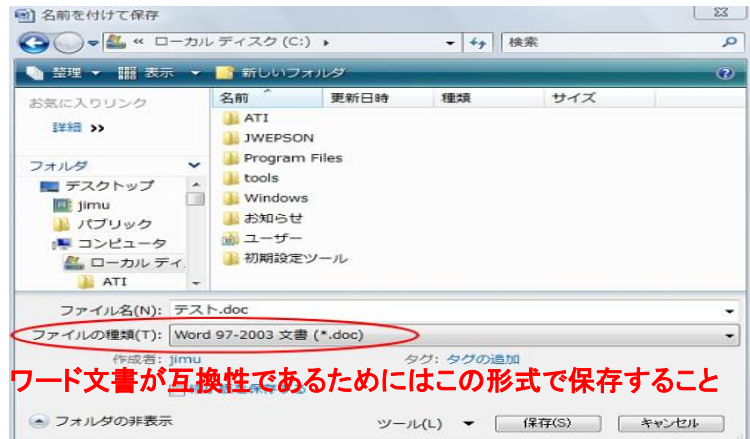 名前を付けて保存
« ローカル ディスク (C:)
検索
整理 表示 新しいフォルダ
お気に入りリンク
詳細 >>
フォルダ
デスクトップ
jimu
パブリック
コンピュータ
ローカル ディ
ATI
名前 更新日時 種類 サイズ
ATI
JWEPSON
Program Files
tools
Windows
お知らせ
ユーザー
初期設定ツール
ファイル名(N): テスト.doc
ファイルの種類(T): Word 97-2003 文書 (*.doc)
作成者: jimu タグ: タグの追加
ワード文書が互換性であるためにはこの形式で保存すること
フォルダの非表示 ツール(L) 保存(S) キャンセル